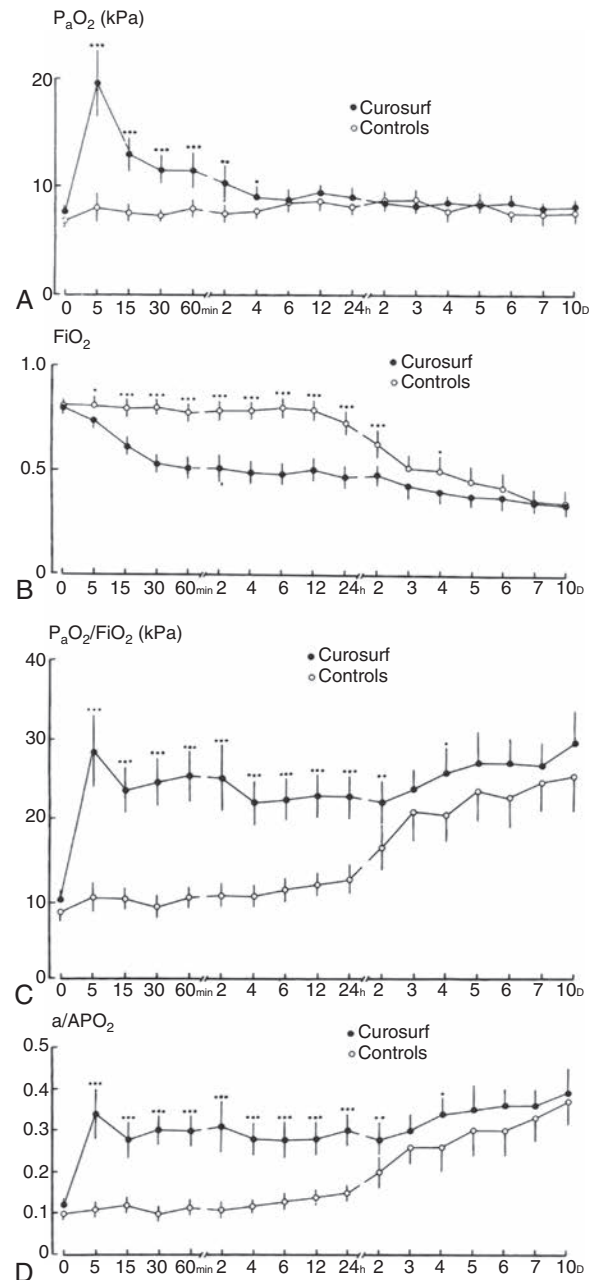 PaO2 (kPa)
20
10
0
Curosurf
Controls
*** *** *** *** ** *
0 5 15 30 60min 2 4 6 12 24h 2 3 4 5 6 7 10D
A
FiO2
1.0
0.5
0
Curosurf
Controls
* *** *** *** *** *** *** *** *** *** *
0 5 15 30 60min 2 4 6 12 24h 2 3 4 5 6 7 10D
B
PaO2/FiO2 (kPa)
40
30
20
10
0
Curosurf
Controls
*** *** *** *** *** *** *** *** *** ** *
0 5 15 30 60min 2 4 6 12 24h 2 3 4 5 6 7 10D
C
a/APO2
0.5
0.4
0.3
0.2
0.1
0
Curosurf
Controls
*** *** *** *** *** *** *** *** *** ** *
0 5 15 30 60min 2 4 6 12 24h 2 3 4 5 6 7 10D
D